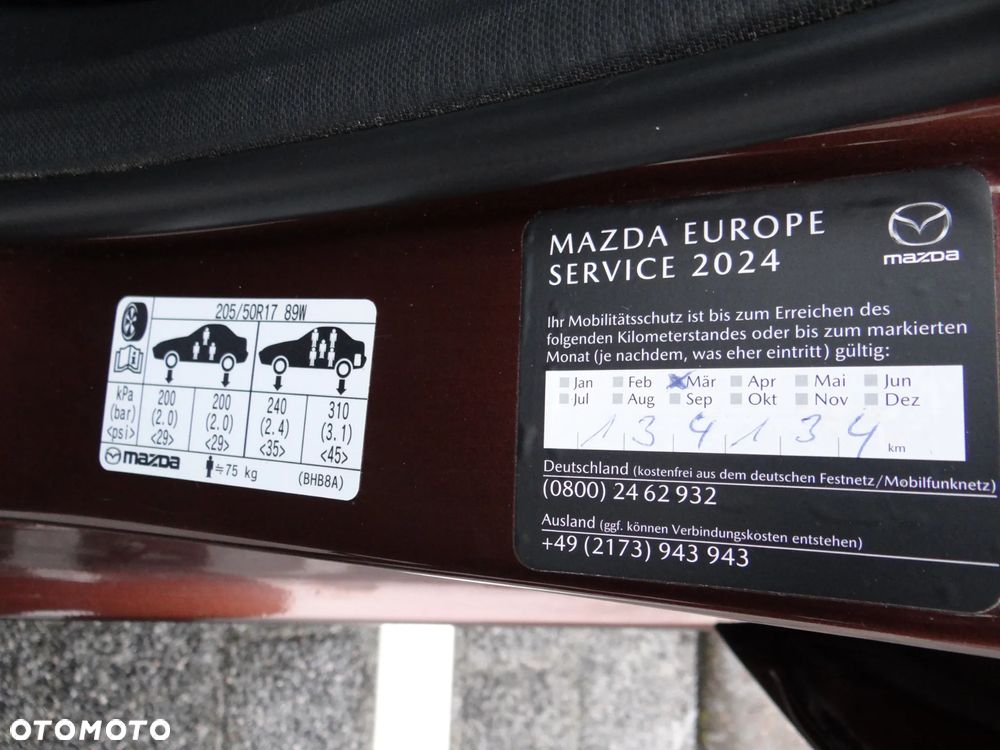 205/50R17 89W
kPa
(bar)
<psi>
200
(2.0)
<29>
200
(2.0)
<29>
240
(2.4)
<35>
310
(3.1)
<45>
mazda
≒75 kg
(BHB8A)
MAZDA EUROPE
SERVICE 2024
mazda
Ihr Mobilitätsschutz ist bis zum Erreichen des
folgenden Kilometerstandes oder bis zum markierten
Monat (je nachdem, was eher eintritt) gültig:
Jan Feb Mär Apr Mai Jun
Jul Aug Sep Okt Nov Dez
134134 km
Deutschland (kostenfrei aus dem deutschen Festnetz/Mobilfunknetz)
(0800) 24 62 932
Ausland (ggf. können Verbindungskosten entstehen)
+49 (2173) 943 943
OTOMOTO